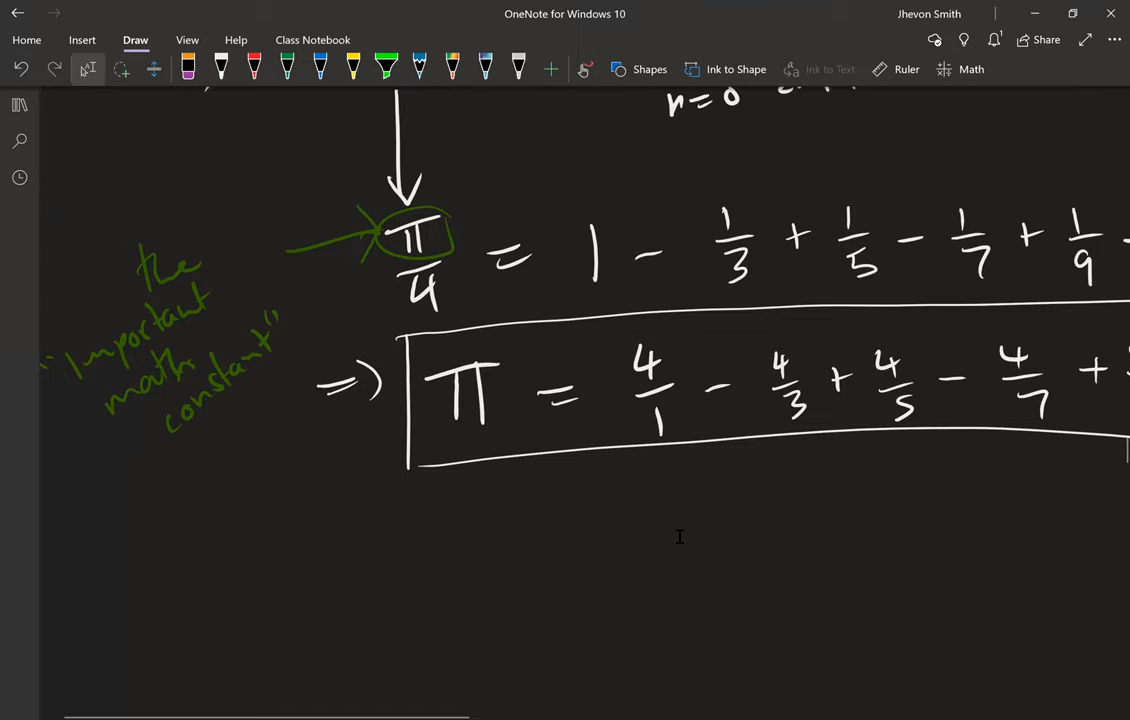 OneNote for Windows 10
Jhevon Smith
Home Insert Draw View Help Class Notebook
Share
Shapes Ink to Shape Ink to Text Ruler Math
n=0
π/4 = 1 - 1/3 + 1/5 - 1/7 + 1/9 -
the
"Important
maths
constant"
=> π = 4/1 - 4/3 + 4/5 - 4/7 +